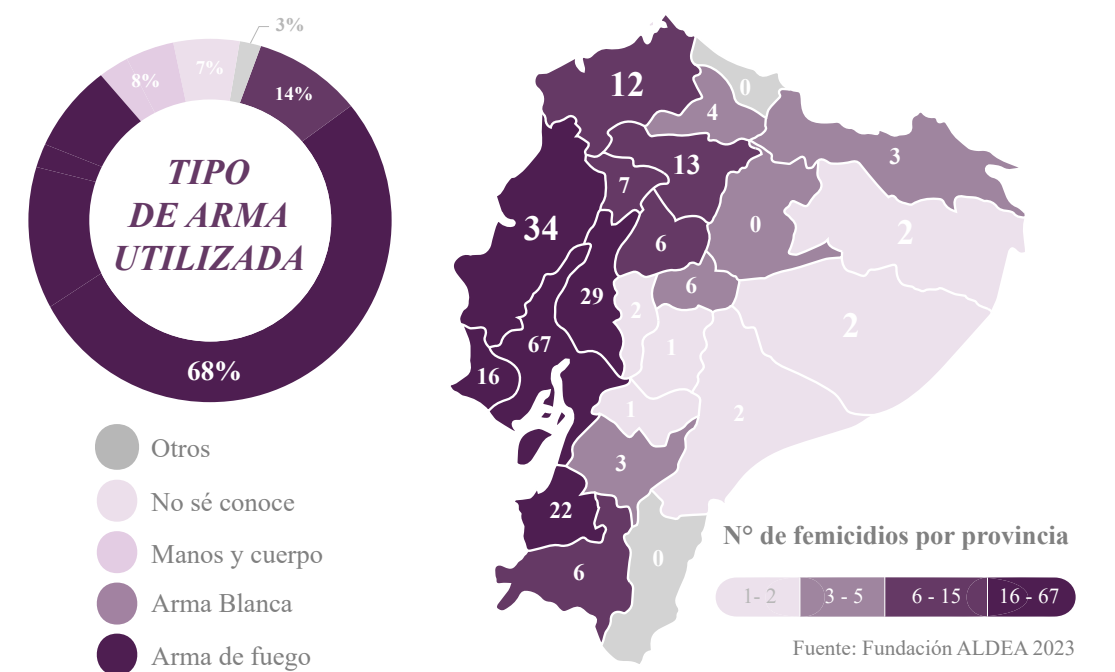 3%
7%
8%
14%
TIPO
DE ARMA
UTILIZADA
68%
Otros
No sé conoce
Manos y cuerpo
Arma Blanca
Arma de fuego
12
0
4
3
13
7
34
0
2
6
29
6
2
2
67
1
16
1
2
3
22
0
6
N° de femicidios por provincia
1- 2
3 - 5
6 - 15
16 - 67
Fuente: Fundación ALDEA 2023